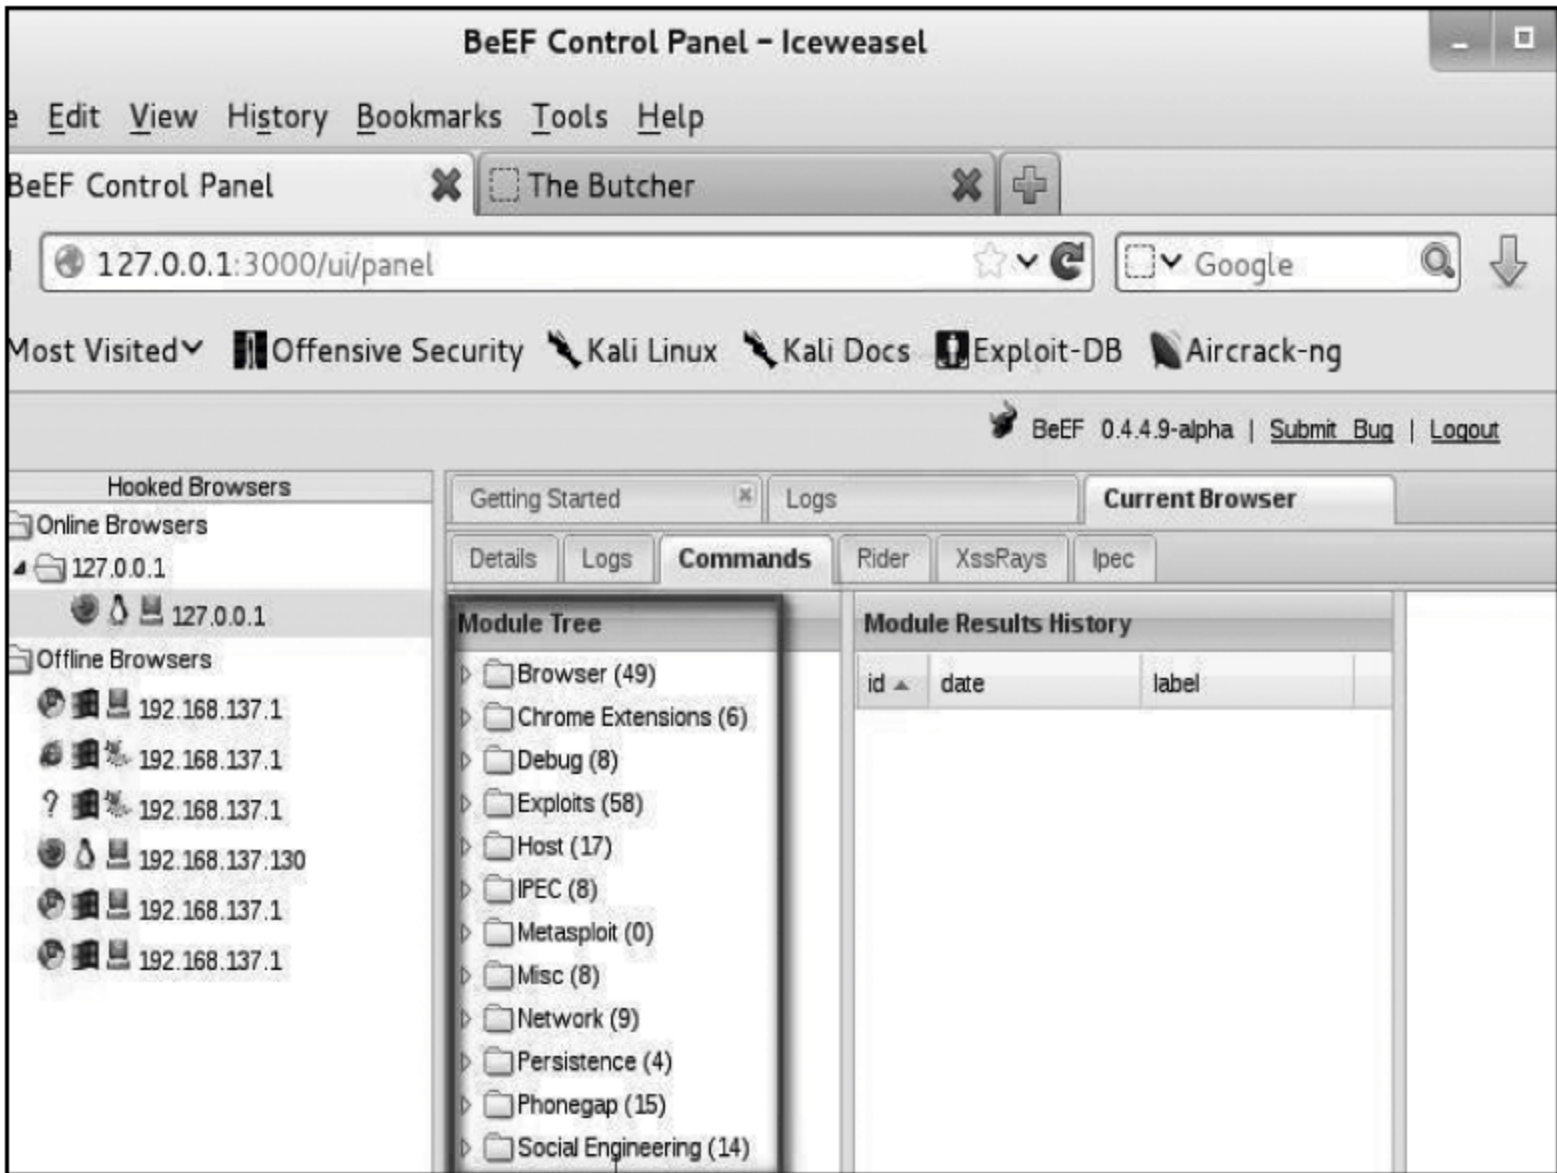 BeEF Control Panel – Iceweasel
e Edit View History Bookmarks Tools Help
BeEF Control Panel
The Butcher
127.0.0.1:3000/ui/panel
Google
Most Visited
Offensive Security
Kali Linux
Kali Docs
Exploit-DB
Aircrack-ng
BeEF 0.4.4.9-alpha | Submit Bug | Logout
Hooked Browsers
Online Browsers
127.0.0.1
127.0.0.1
Offline Browsers
192.168.137.1
192.168.137.1
? 192.168.137.1
192.168.137.130
192.168.137.1
192.168.137.1
Getting Started
Logs
Current Browser
Details
Logs
Commands
Rider
XssRays
Ipec
Module Tree
Browser (49)
Chrome Extensions (6)
Debug (8)
Exploits (58)
Host (17)
IPEC (8)
Metasploit (0)
Misc (8)
Network (9)
Persistence (4)
Phonegap (15)
Social Engineering (14)
Module Results History
id
date
label